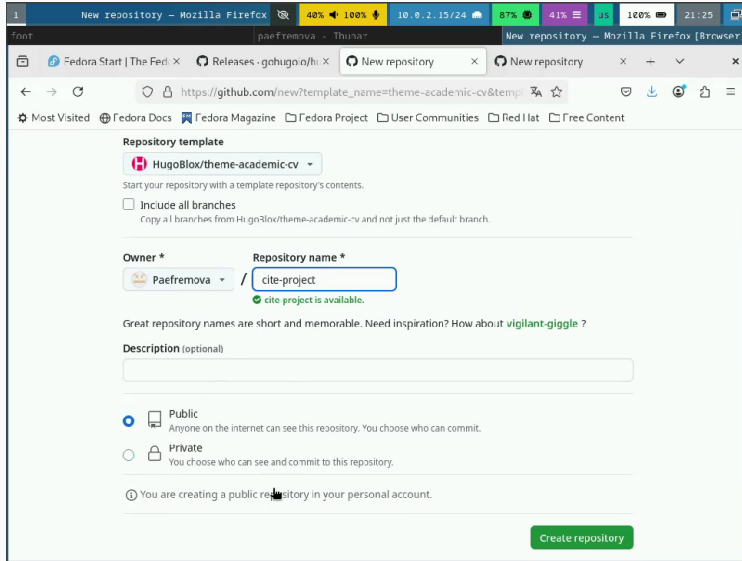 1 New repository — Mozilla Firefox 40% 100% 10.0.2.15/24 87% 41% us 100% 21:25
foot paefremova - Thunar New repository — Mozilla Firefox [Browser
Fedora Start | The Fed New repository New repository
Releases · gohugoio/hu
https://github.com/new?template_name=theme-academic-cv&temp
Most Visited Fedora Docs Fedora Magazine Fedora Project User Communities Red Hat Free Content
Repository template
HugoBlox/theme-academic-cv
Start your repository with a template repository's contents.
Include all branches
Copy all branches from HugoBlox/theme-academic-cv and not just the default branch.
Owner * Repository name *
Paefremova / cite-project
cite-project is available.
Great repository names are short and memorable. Need inspiration? How about vigilant-giggle ?
Description (optional)
Public
Anyone on the internet can see this repository. You choose who can commit.
Private
You choose who can see and commit to this repository.
You are creating a public repository in your personal account.
Create repository